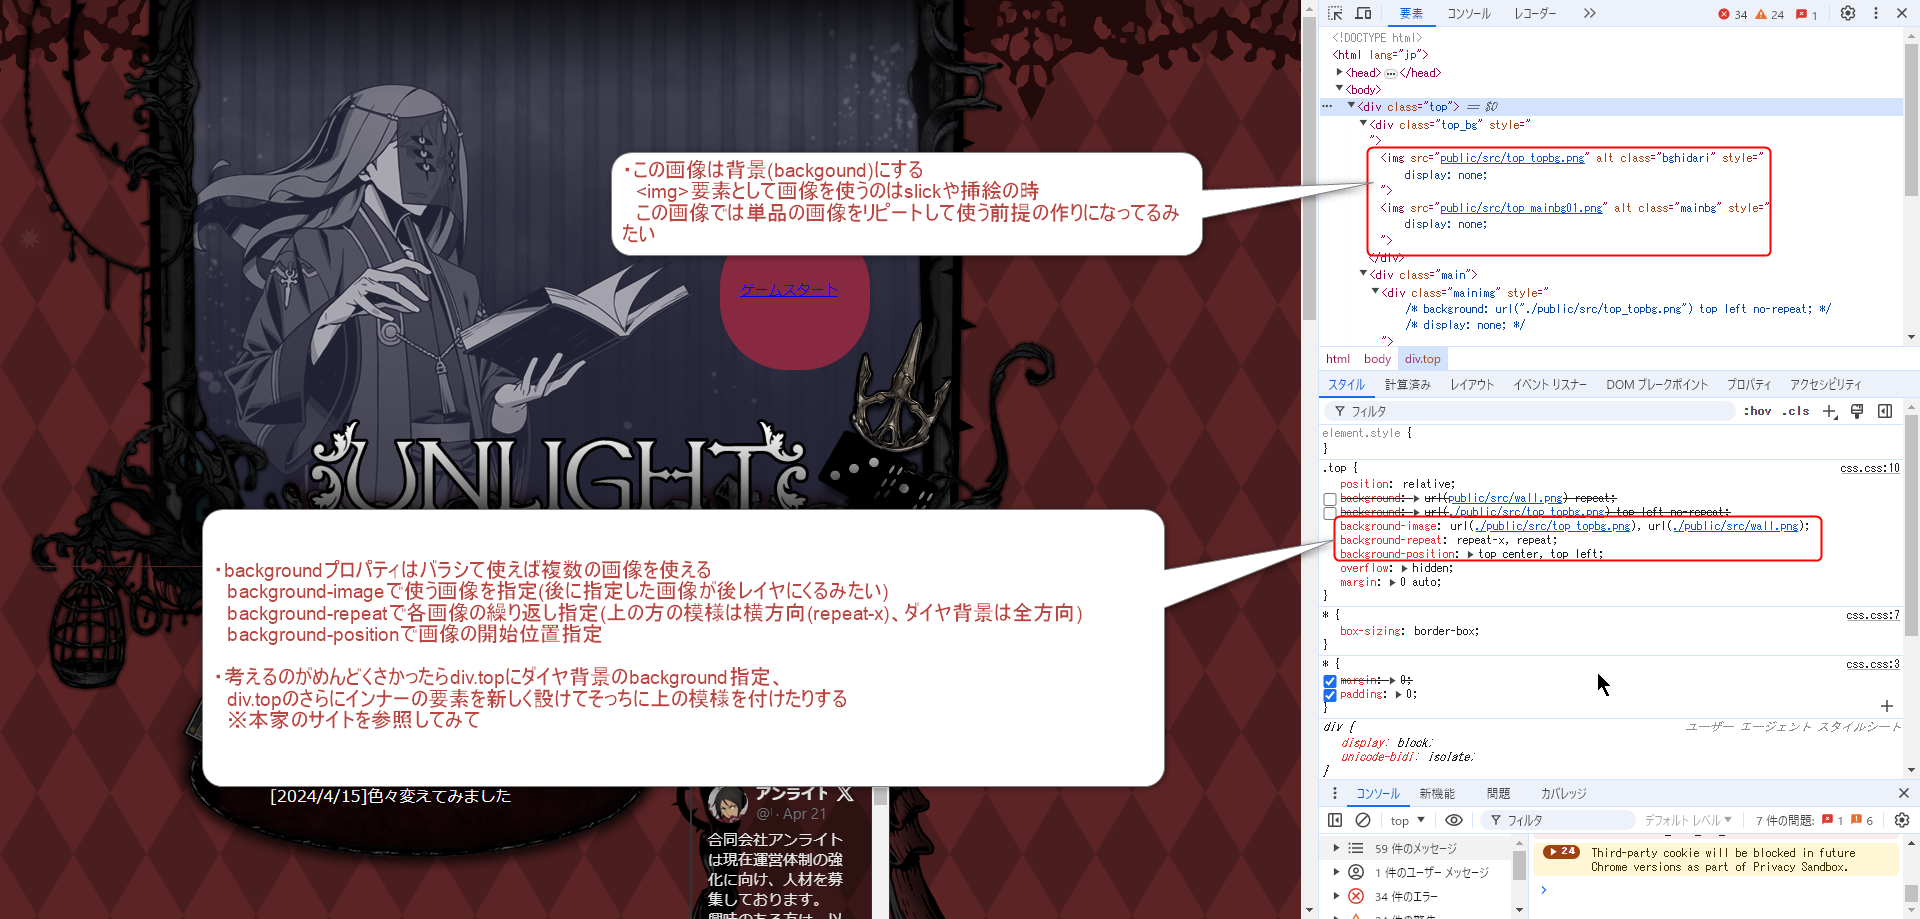 ・この画像は背景(backgound)にする
<img>要素として画像を使うのはslickや挿絵の時
この画像では単品の画像をリピートして使う前提の作りになってるみ
たい
ゲームスタート
UNLIGHT
・backgroundプロパティはバラシて使えば複数の画像を使える
background-imageで使う画像を指定(後に指定した画像が後レイヤにくるみたい)
background-repeatで各画像の繰り返し指定(上の方の模様は横方向(repeat-x)、ダイヤ背景は全方向)
background-positionで画像の開始位置指定
・考えるのがめんどくさかったらdiv.topにダイヤ背景のbackground指定、
div.topのさらにインナーの要素を新しく設けてそっちに上の模様を付けたりする
※本家のサイトを参照してみて
[2024/4/15]色々変えてみました
アンライト
· Apr 21
合同会社アンライト
は現在運営体制の強
化に向け、人材を募
集しております。
要素 コンソール レコーダー 34 24 1
<!DOCTYPE html>
<html lang="jp">
<head> ••• </head>
<body>
••• <div class="top"> == $0
<div class="top_bg" style="
">
<img src="public/src/top_topbg.png" alt class="bghidari" style="
display: none;
">
<img src="public/src/top_mainbg01.png" alt class="mainbg" style="
display: none;
">
</div>
<div class="main">
<div class="mainimg" style="
/* background: url("./public/src/top_topbg.png") top left no-repeat; */
/* display: none; */
">
html body div.top
スタイル 計算済み レイアウト イベント リスナー DOM ブレークポイント プロパティ アクセシビリティ
フィルタ :hov .cls
element.style {
}
.top { css.css:10
position: relative;
background: url(public/src/wall.png) repeat;
background: url(./public/src/top_topbg.png) top left no-repeat;
background-image: url(./public/src/top_topbg.png), url(./public/src/wall.png);
background-repeat: repeat-x, repeat;
background-position: top center, top left;
overflow: hidden;
margin: 0 auto;
}
* { css.css:7
box-sizing: border-box;
}
* { css.css:3
margin: 0;
padding: 0;
}
div { ユーザー エージェント スタイルシート
display: block;
unicode-bidi: isolate;
}
コンソール 新機能 問題 カバレッジ
top フィルタ デフォルト レベル 7 件の問題: 1 6
59 件のメッセージ
1 件のユーザー メッセージ
34 件のエラー
24 Third-party cookie will be blocked in future
Chrome versions as part of Privacy Sandbox.